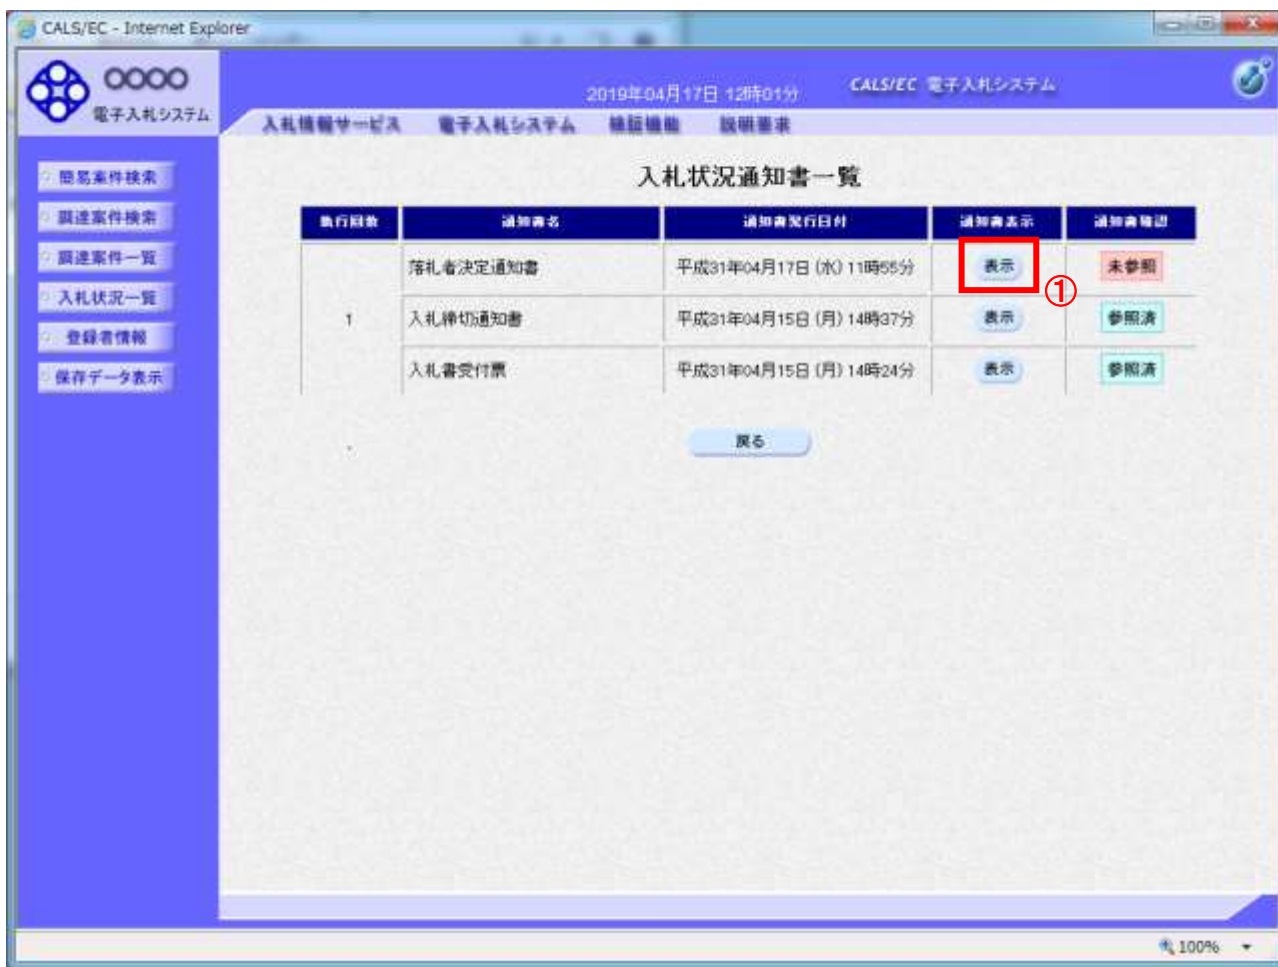 CALS/EC - Internet Explorer
○○○○
電子入札システム
2019年04月17日 12時01分
CALS/EC 電子入札システム
入札情報サービス 電子入札システム 検証機能 説明要求
簡易案件検索
調達案件検索
調達案件一覧
入札状況一覧
登録者情報
保存データ表示
入札状況通知書一覧
執行回数 通知書名 通知書発行日付 通知書表示 通知書確認
1
落札者決定通知書 平成31年04月17日 (水) 11時55分 表示 未参照
①
入札締切通知書 平成31年04月15日 (月) 14時37分 表示 参照済
入札書受付票 平成31年04月15日 (月) 14時24分 表示 参照済
戻る
100%